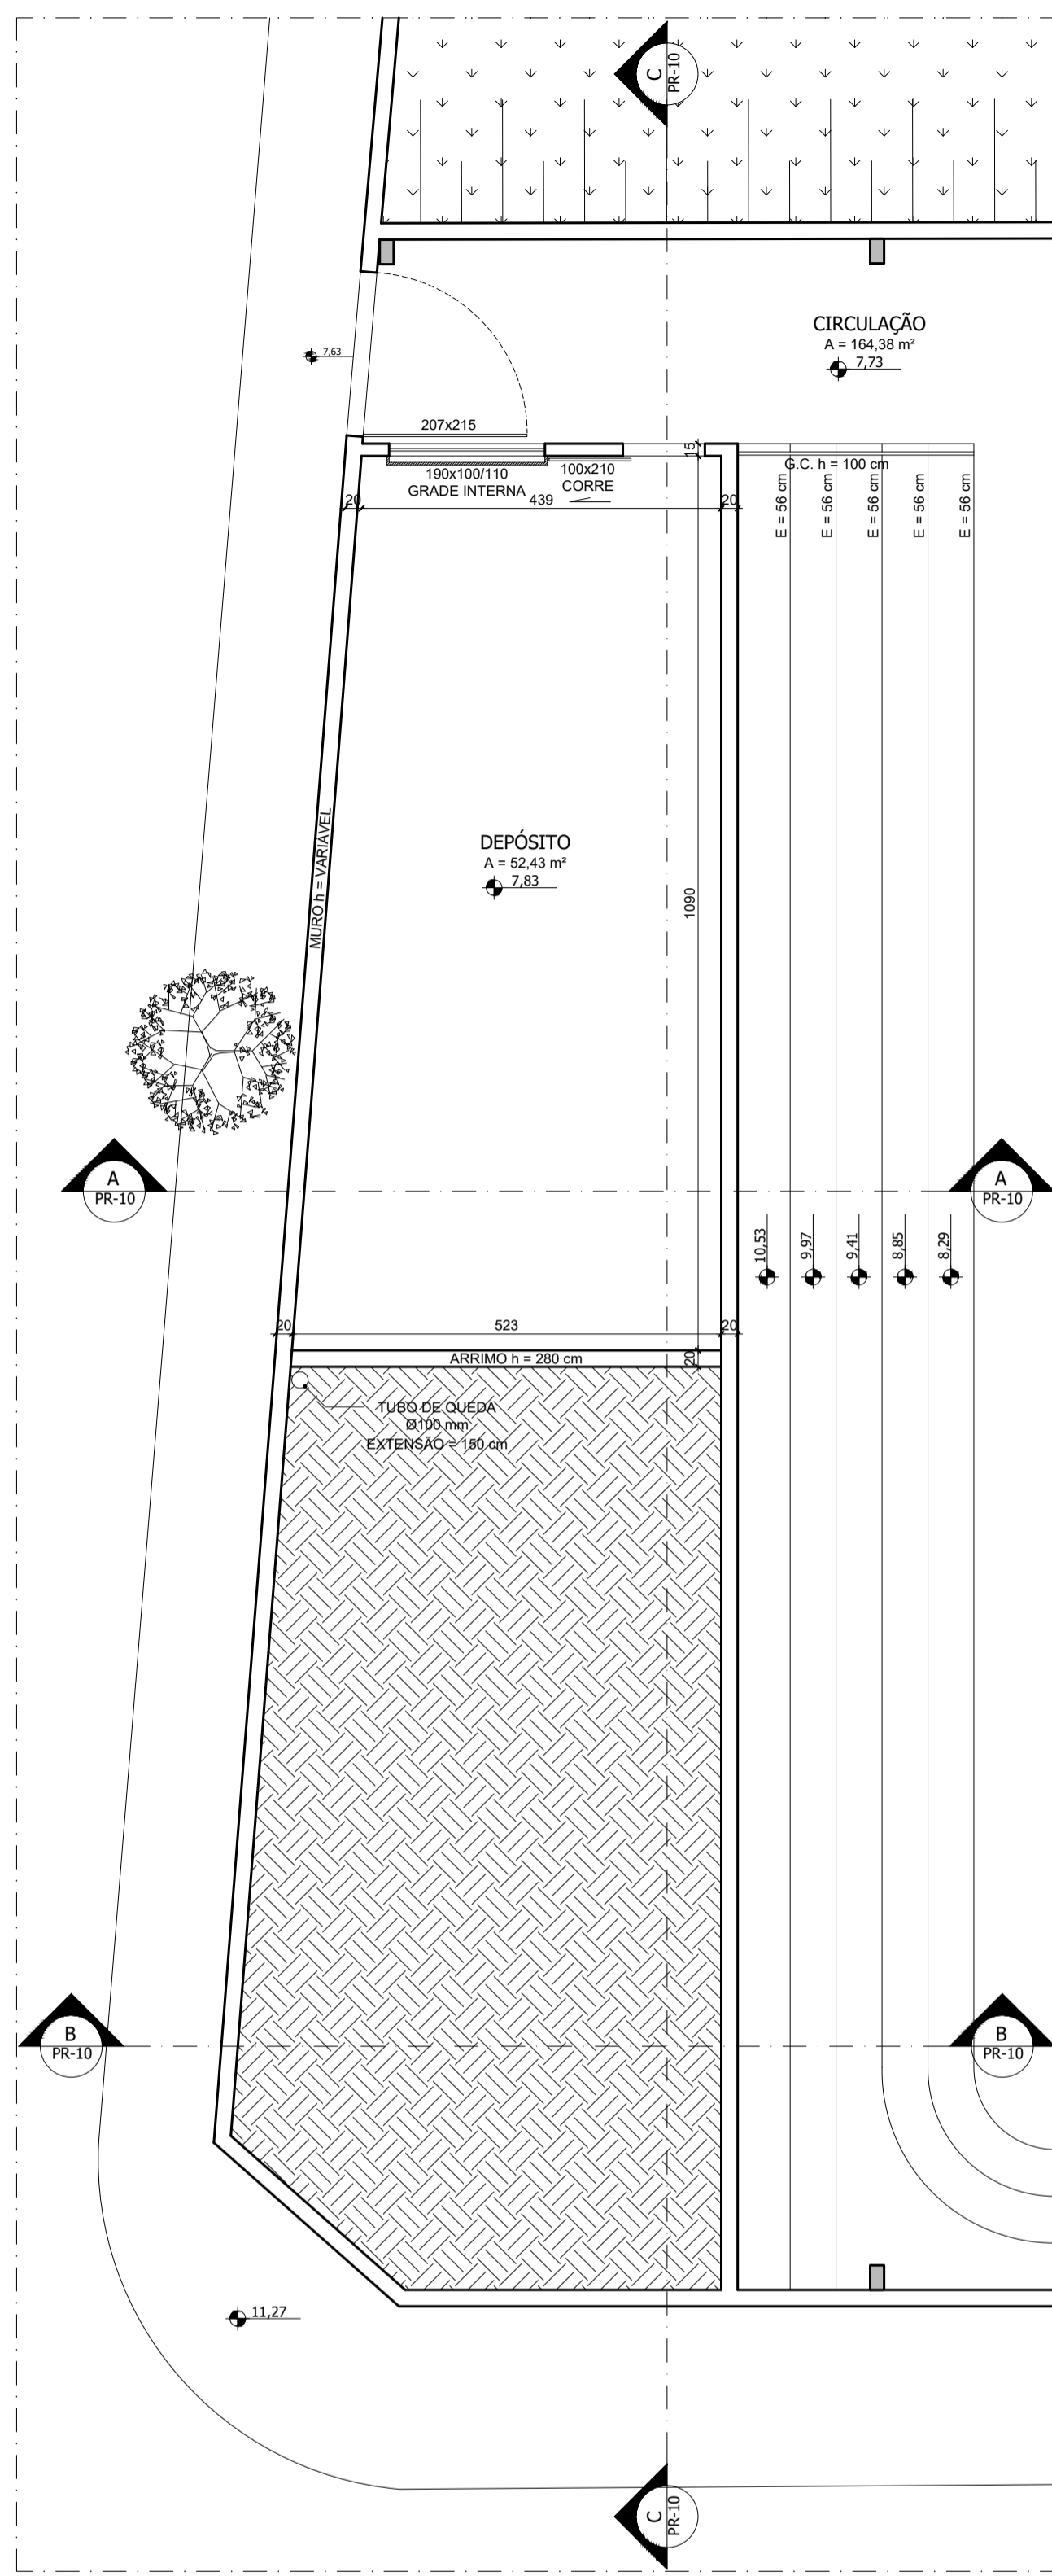 C
PR-10
CIRCULAÇÃO
A = 164,38 m²
7,73
7,63
207x215
190x100/110
GRADE INTERNA
100x210
CORRE
15
G.C. h = 100 cm
20
439
20
E = 56 cm
E = 56 cm
E = 56 cm
E = 56 cm
E = 56 cm
MURO h = VARIAVEL
DEPÓSITO
A = 52,43 m²
7,83
1090
A
PR-10
A
PR-10
10,53
9,97
9,41
8,85
8,29
20
523
20
ARRIMO h = 280 cm
20
TUBO DE QUEDA
Ø100 mm
EXTENSÃO = 150 cm
B
PR-10
B
PR-10
11,27
C
PR-10